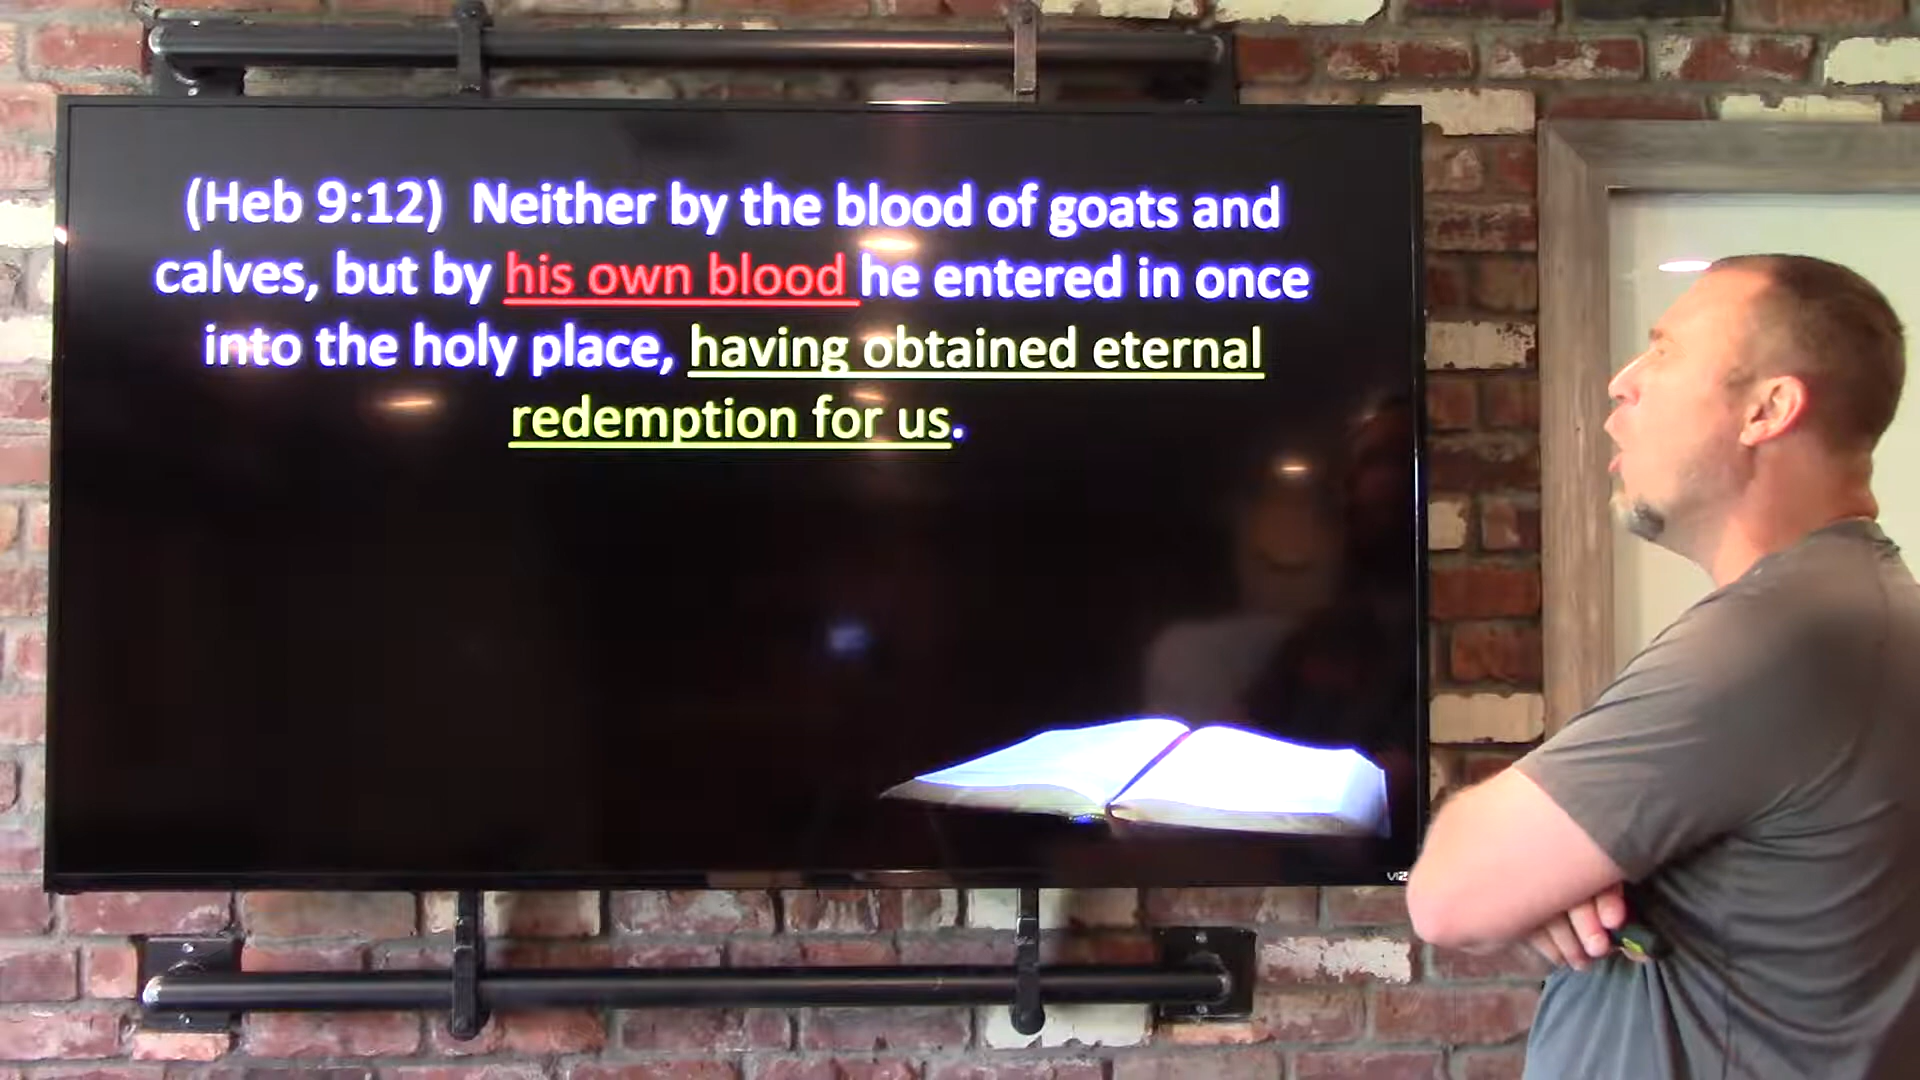 (Heb 9:12) Neither by the blood of goats and
calves, but by his own blood he entered in once
into the holy place, having obtained eternal
redemption for us.